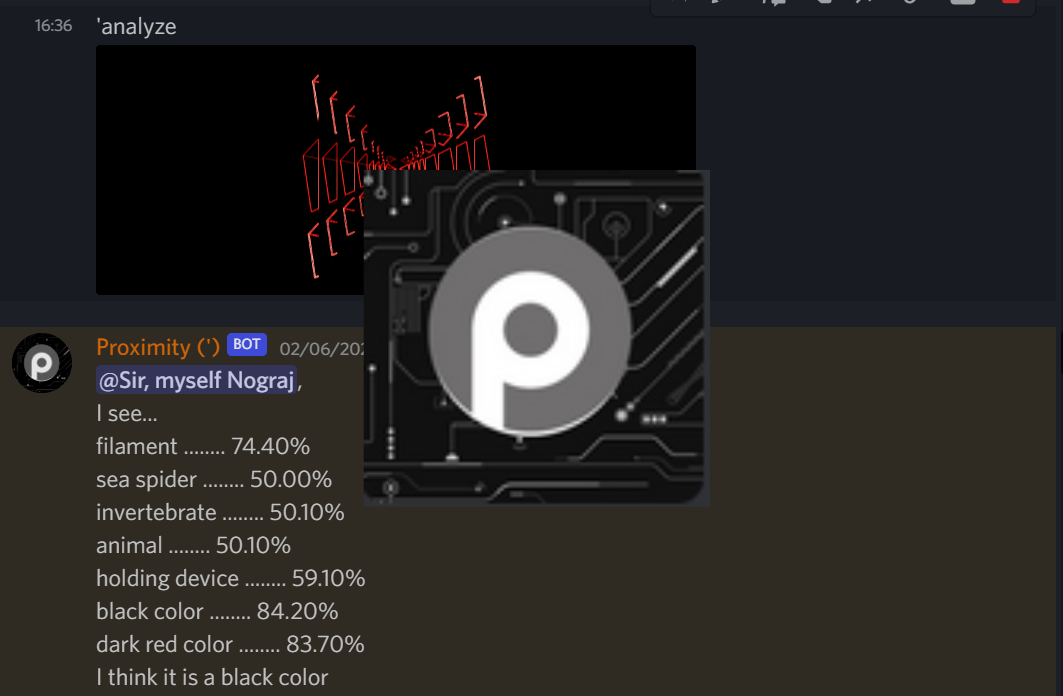 16:36 'analyze
Proximity (') BOT 02/06/202
@Sir, myself Nograj,
I see...
filament ........ 74.40%
sea spider ........ 50.00%
invertebrate ........ 50.10%
animal ........ 50.10%
holding device ........ 59.10%
black color ........ 84.20%
dark red color ........ 83.70%
I think it is a black color